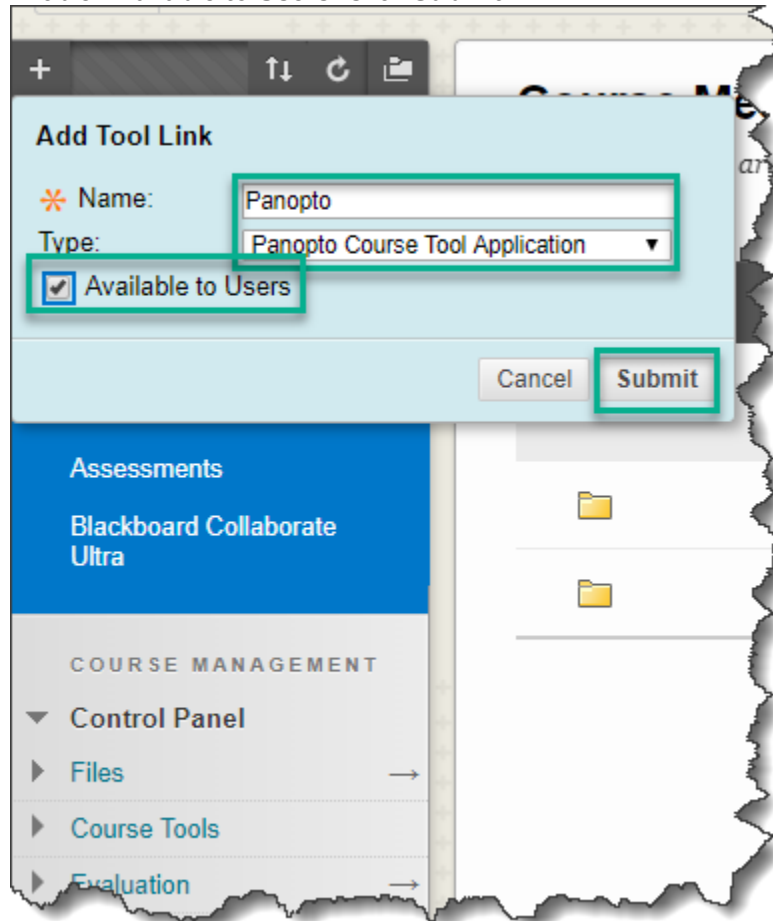 +
Add Tool Link
Name: Panopto
Type: Panopto Course Tool Application
Available to Users
Cancel Submit
Assessments
Blackboard Collaborate
Ultra
COURSE MANAGEMENT
Control Panel
Files →
Course Tools
Evaluation →